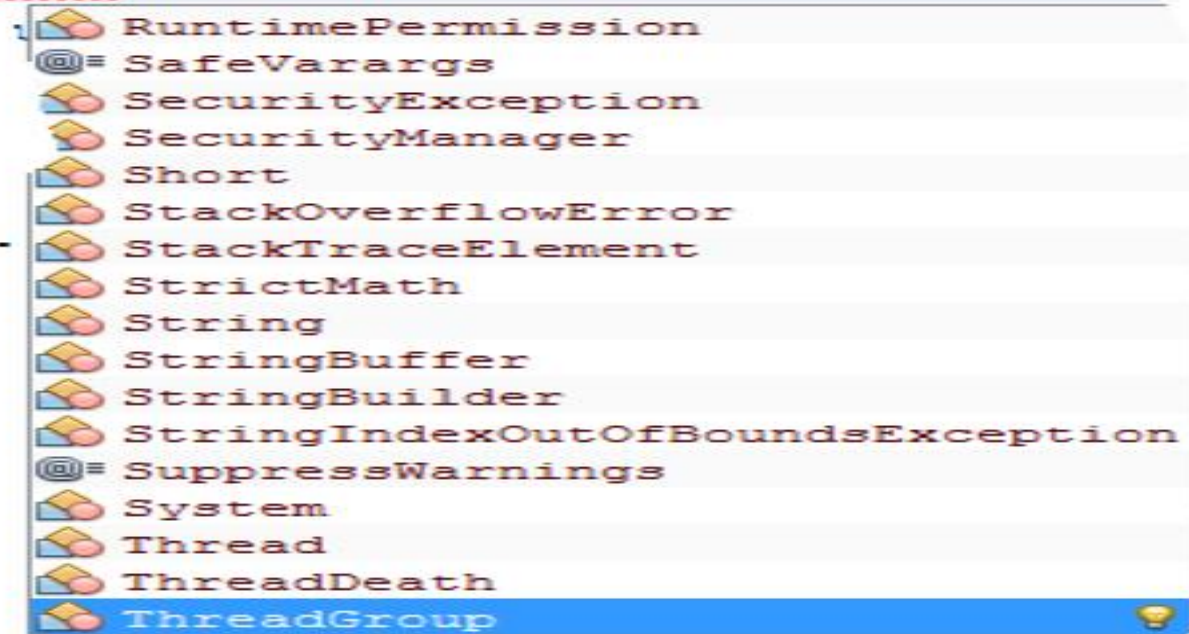 RuntimePermission
@= SafeVarargs
SecurityException
SecurityManager
Short
StackOverflowError
StackTraceElement
StrictMath
String
StringBuffer
StringBuilder
StringIndexOutOfBoundsException
@= SuppressWarnings
System
Thread
ThreadDeath
ThreadGroup